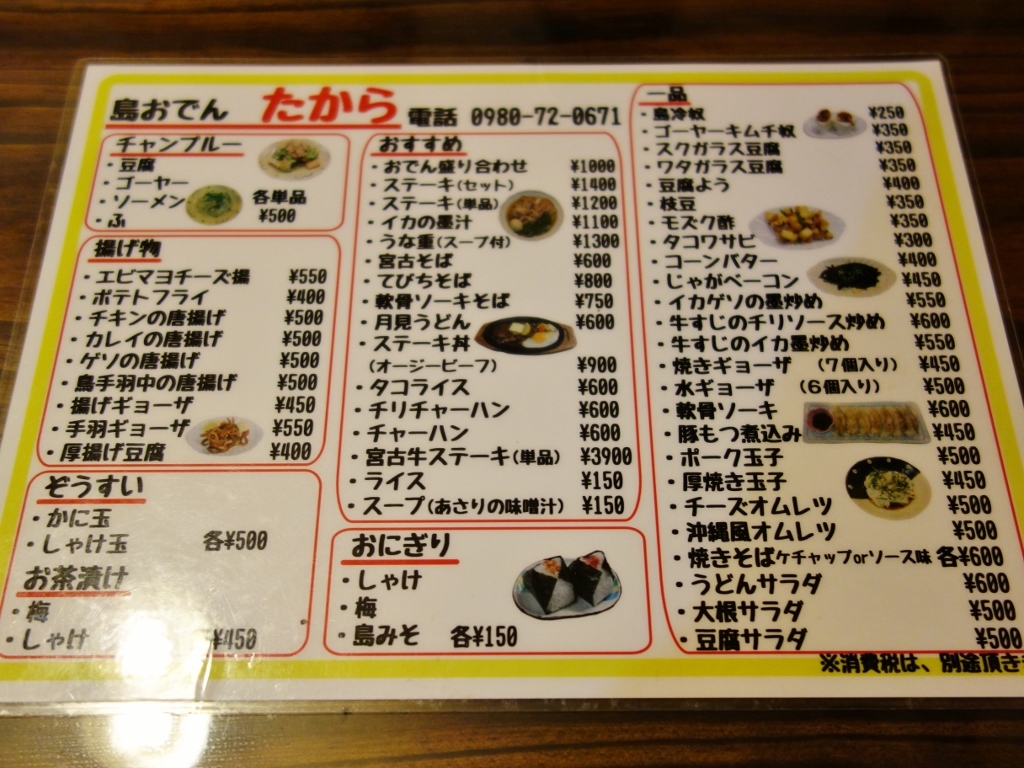 島おでん たから 電話 0980-72-0671
チャンプルー
・豆腐
・ゴーヤー
・ソーメン 各単品
・ふ ¥500
揚げ物
・エビマヨチーズ揚 ¥550
・ポテトフライ ¥400
・チキンの唐揚げ ¥500
・カレイの唐揚げ ¥500
・ゲソの唐揚げ ¥500
・鳥手羽中の唐揚げ ¥500
・揚げギョーザ ¥450
・手羽ギョーザ ¥550
・厚揚げ豆腐 ¥400
ぞうすい
・かに玉
・しゃけ玉 各¥500
お茶漬け
・梅
・しゃけ ¥450
おすすめ
・おでん盛り合わせ ¥1000
・ステーキ(セット) ¥1400
・ステーキ(単品) ¥1200
・イカの墨汁 ¥1100
・うな重(スープ付) ¥1300
・宮古そば ¥600
・てびちそば ¥800
・軟骨ソーキそば ¥750
・月見うどん ¥600
・ステーキ丼
(オージービーフ) ¥900
・タコライス ¥600
・チリチャーハン ¥600
・チャーハン ¥600
・宮古牛ステーキ(単品) ¥3900
・ライス ¥150
・スープ(あさりの味噌汁) ¥150
おにぎり
・しゃけ
・梅
・島みそ 各¥150
一品
・島冷奴 ¥250
・ゴーヤーキムチ奴 ¥350
・スクガラス豆腐 ¥350
・ワタガラス豆腐 ¥350
・豆腐よう ¥400
・枝豆 ¥350
・モズク酢 ¥350
・タコワサビ ¥300
・コーンバター ¥400
・じゃがベーコン ¥450
・イカゲソの墨炒め ¥550
・牛すじのチリソース炒め ¥600
・牛すじのイカ墨炒め ¥550
・焼きギョーザ (7個入り) ¥450
・水ギョーザ (6個入り) ¥500
・軟骨ソーキ ¥600
・豚もつ煮込み ¥450
・ポーク玉子 ¥500
・厚焼き玉子 ¥450
・チーズオムレツ ¥500
・沖縄風オムレツ ¥500
・焼きそばケチャップorソース味 各¥600
・うどんサラダ ¥600
・大根サラダ ¥500
・豆腐サラダ ¥500
※消費税は、別途頂き